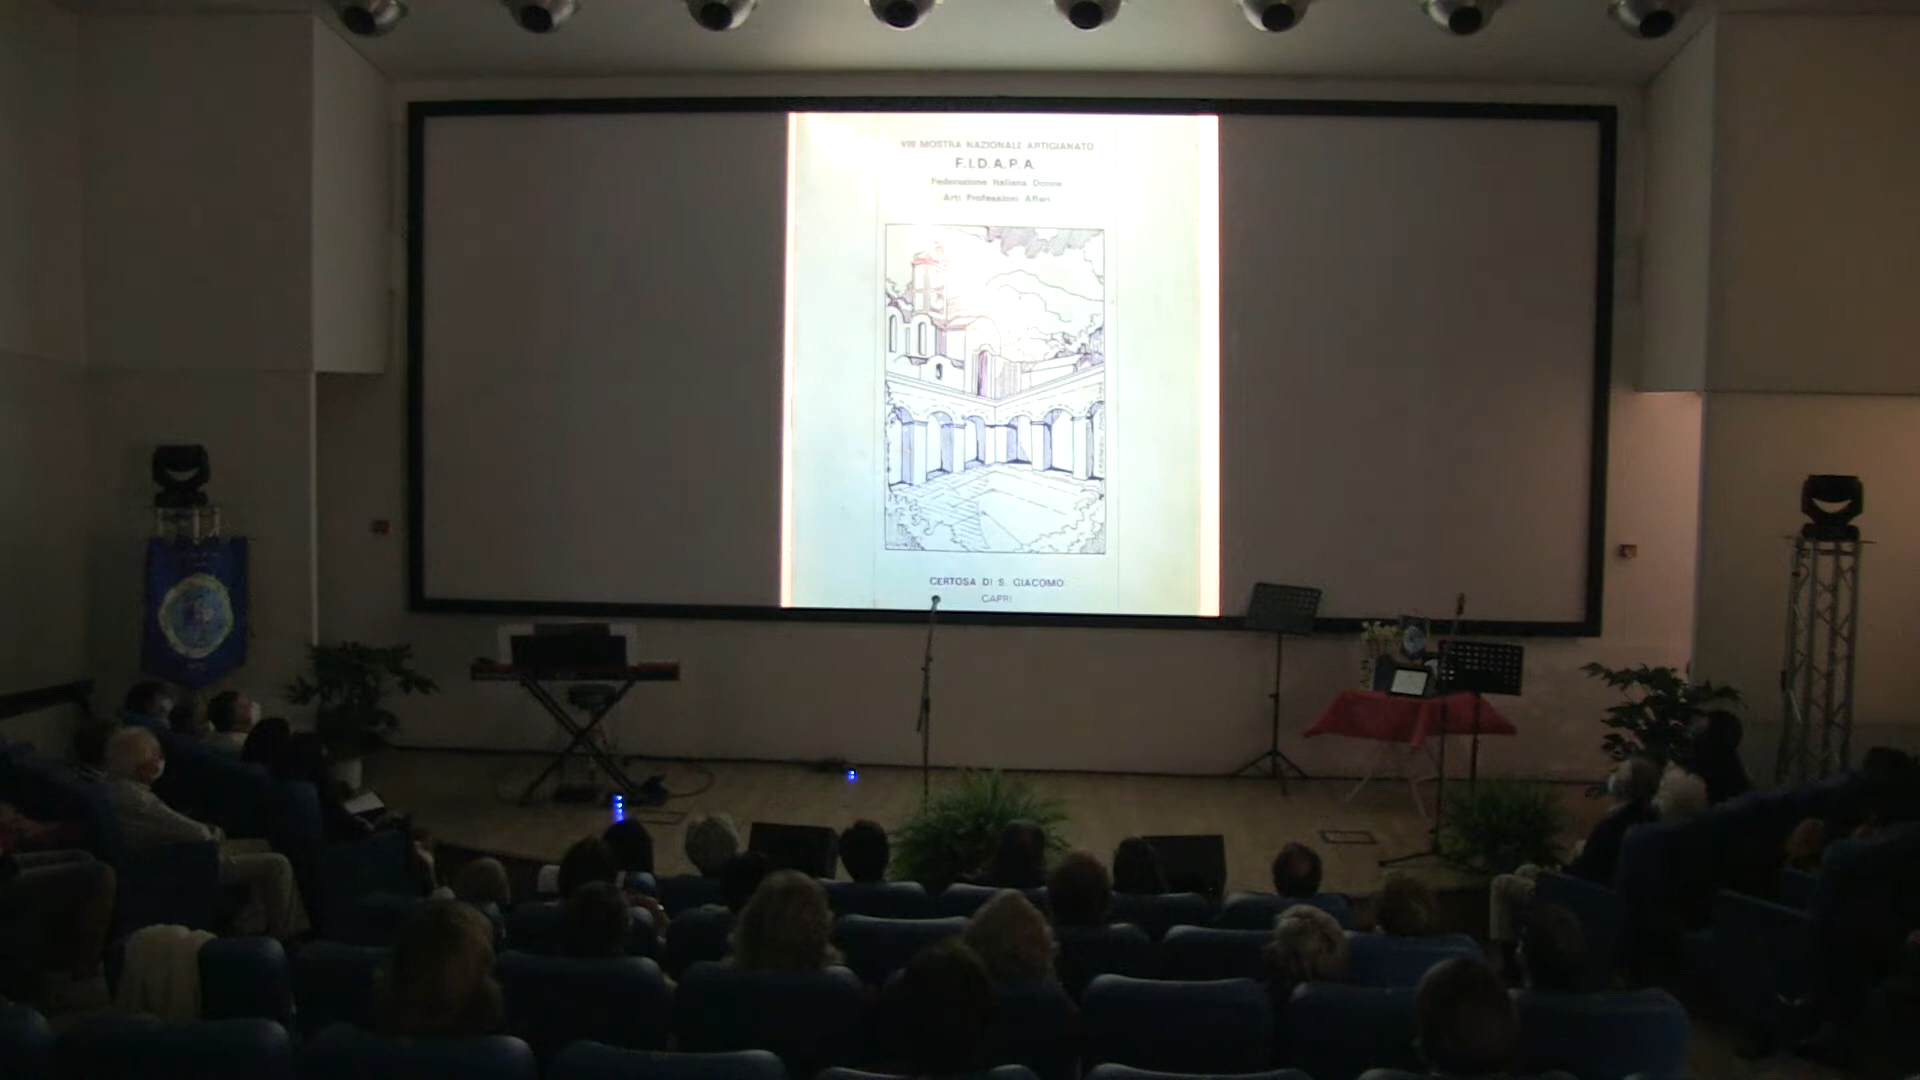 VIII MOSTRA NAZIONALE ARTIGIANATO
F.I.D.A.P.A.
Federazione Italiana Donne
Arti Professioni Affari
CERTOSA DI S. GIACOMO
CAPRI